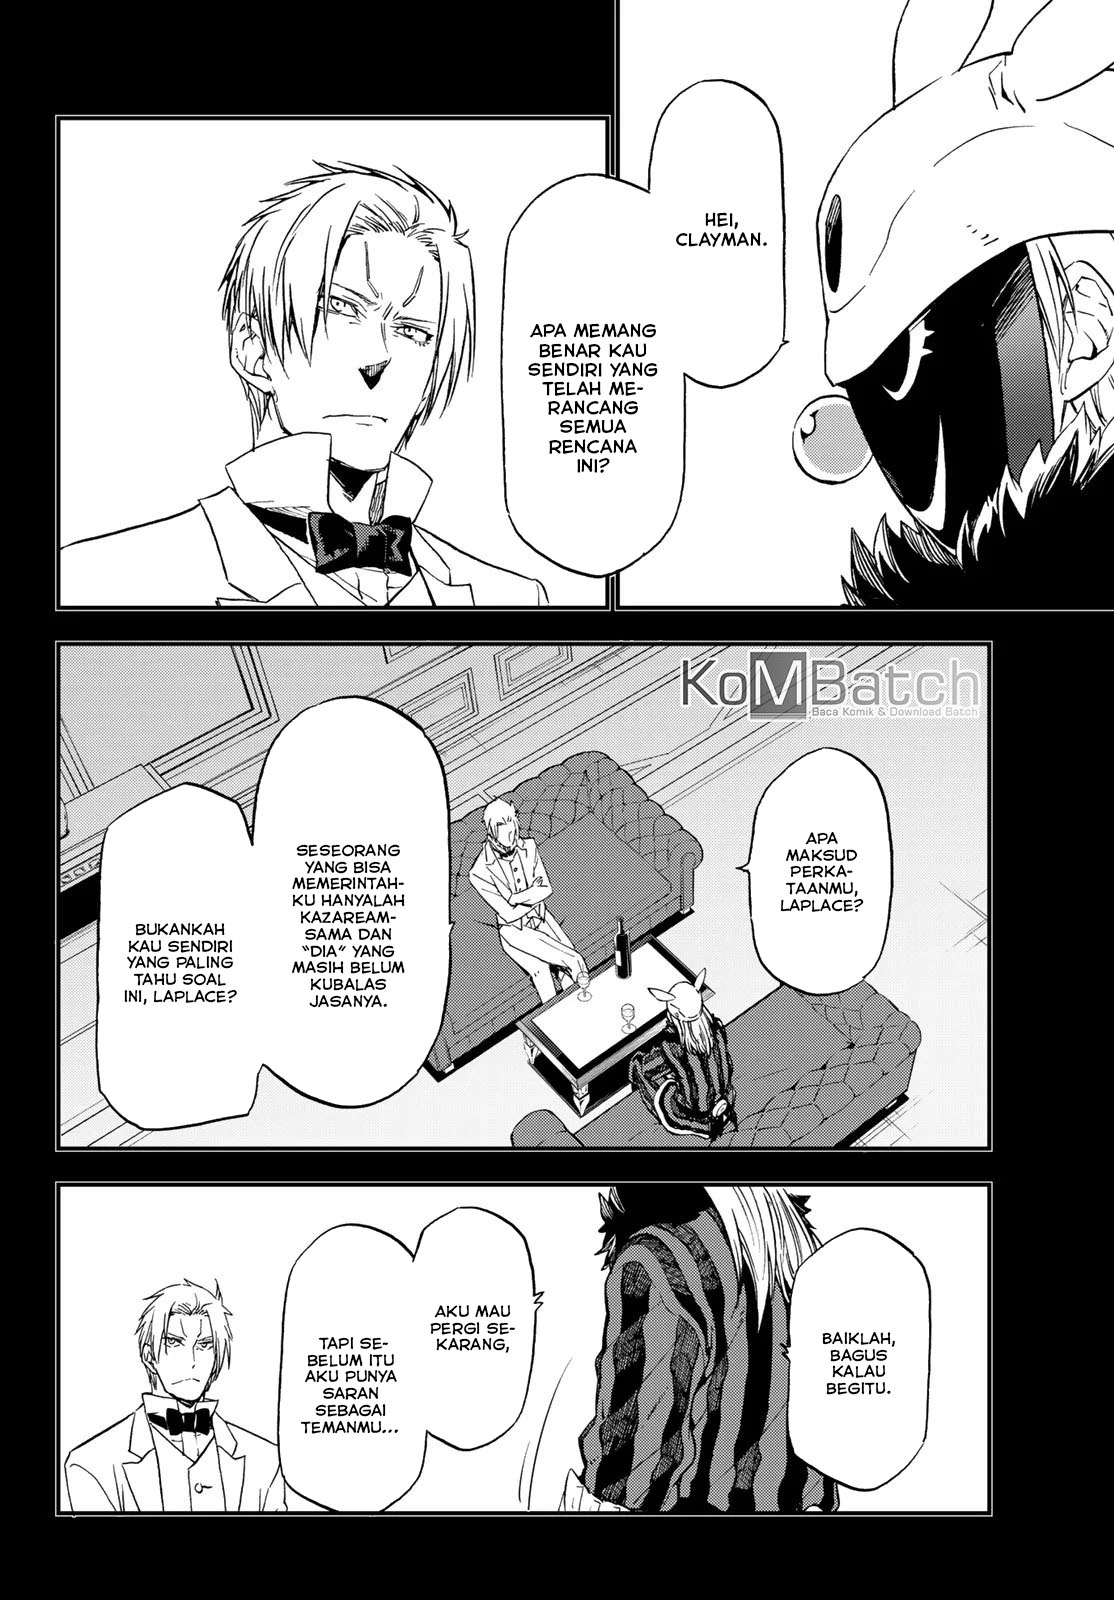 HEI,
CLAYMAN.
APA MEMANG
BENAR KAU
SENDIRI YANG
TELAH ME-
RANCANG
SEMUA
RENCANA
INI?
KoMBatch
Baca Komik & Download Batch
APA
MAKSUD
PERKA-
TAANMU,
LAPLACE?
SESEORANG
YANG BISA
MEMERINTAH-
KU HANYALAH
KAZAREAM-
SAMA DAN
"DIA" YANG
MASIH BELUM
KUBALAS
JASANYA.
BUKANKAH
KAU SENDIRI
YANG PALING
TAHU SOAL
INI, LAPLACE?
BAIKLAH,
BAGUS
KALAU
BEGITU.
AKU MAU
PERGI SE-
KARANG,
TAPI SE-
BELUM ITU
AKU PUNYA
SARAN
SEBAGAI
TEMANMU...